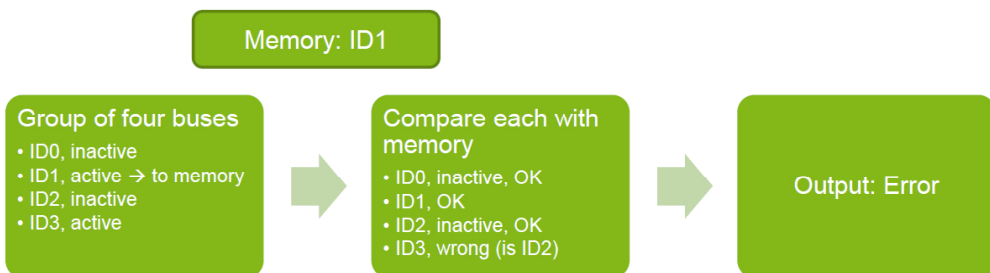 Memory: ID1
Group of four buses
• ID0, inactive
• ID1, active → to memory
• ID2, inactive
• ID3, active
Compare each with
memory
• ID0, inactive, OK
• ID1, OK
• ID2, inactive, OK
• ID3, wrong (is ID2)
Output: Error